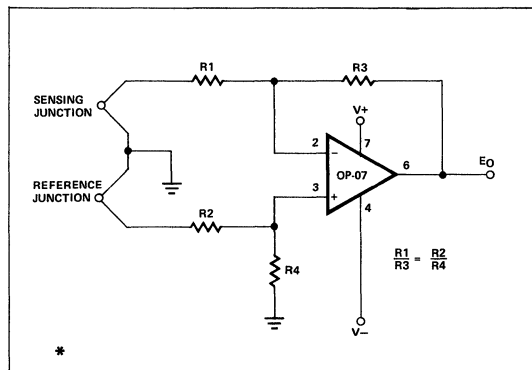 R1
R3
SENSING
JUNCTION
V+
7
2
−
6
EO
OP-07
REFERENCE
JUNCTION
3
+
4
R2
R1/R3 = R2/R4
R4
V−
*